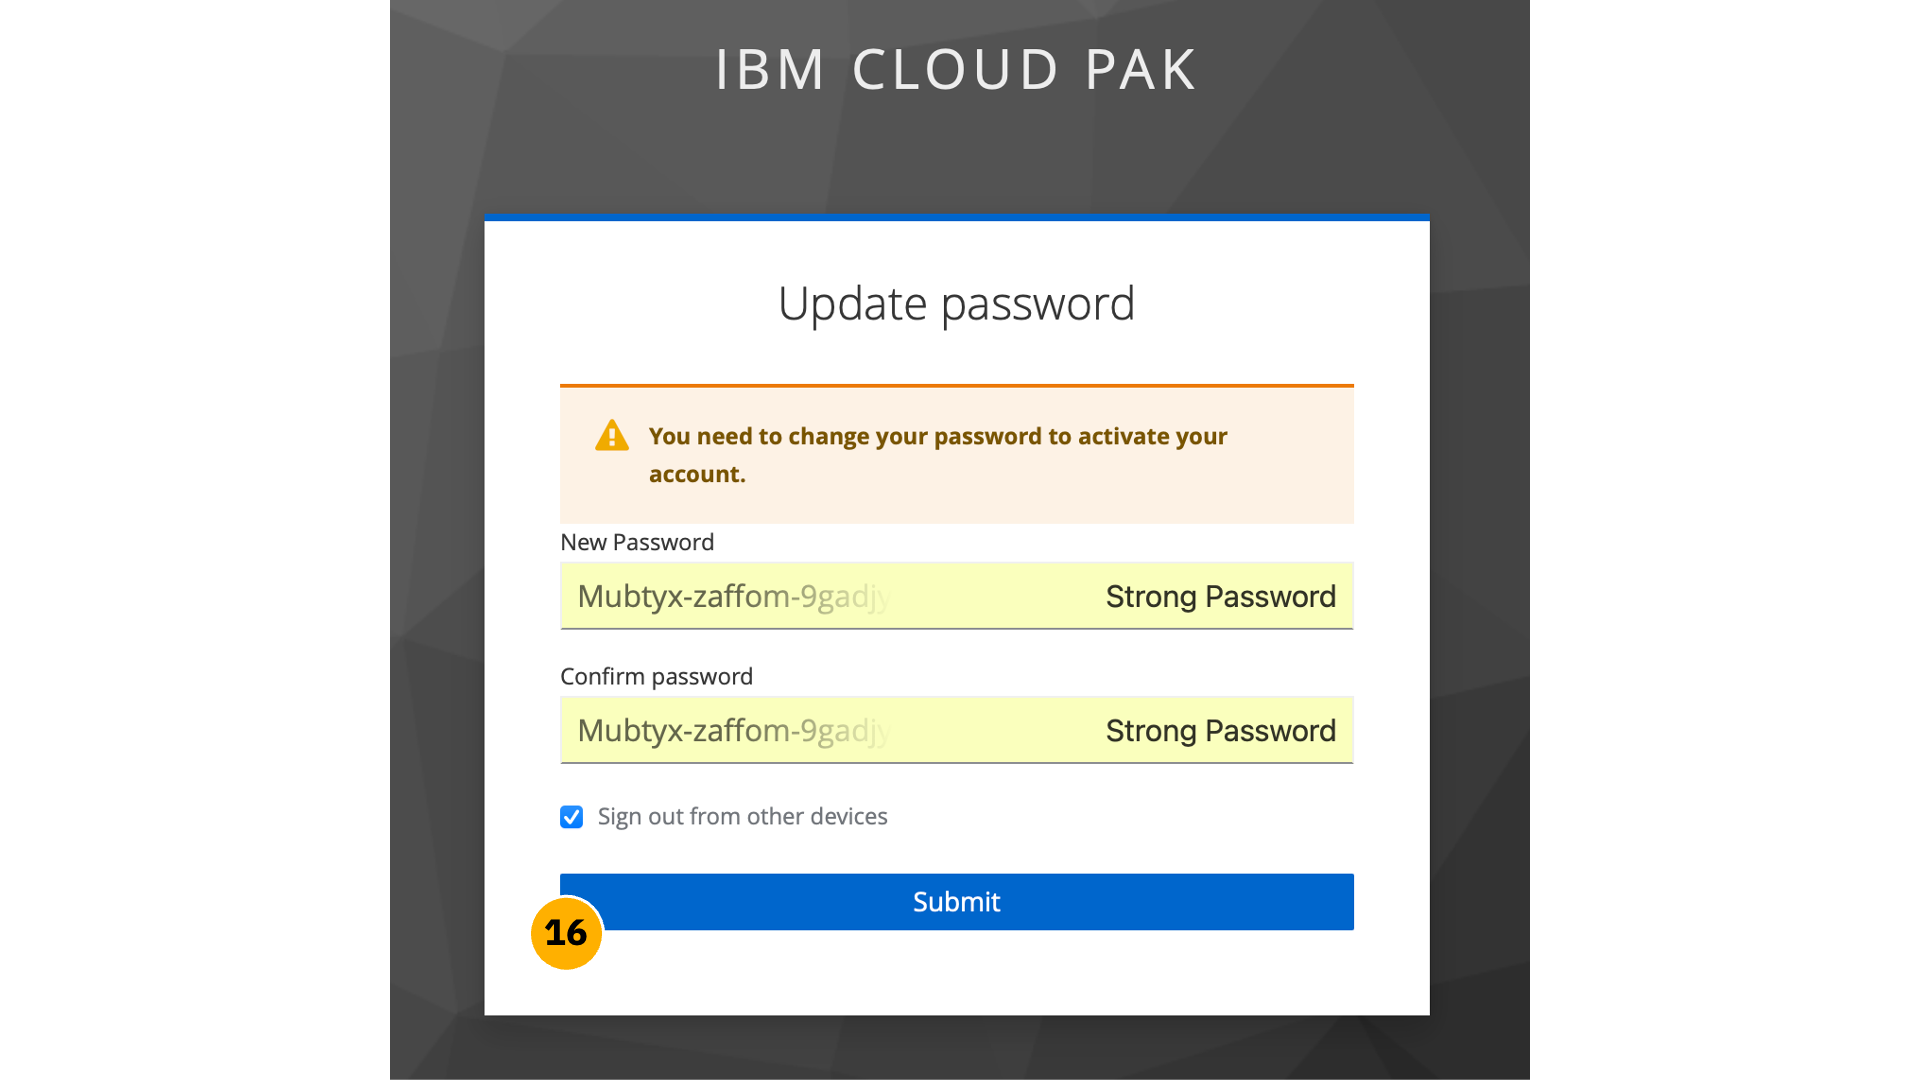 IBM CLOUD PAK
Update password
You need to change your password to activate your
account.
New Password
Mubtyx-zaffom-9gadjy Strong Password
Confirm password
Mubtyx-zaffom-9gadjy Strong Password
Sign out from other devices
Submit
16